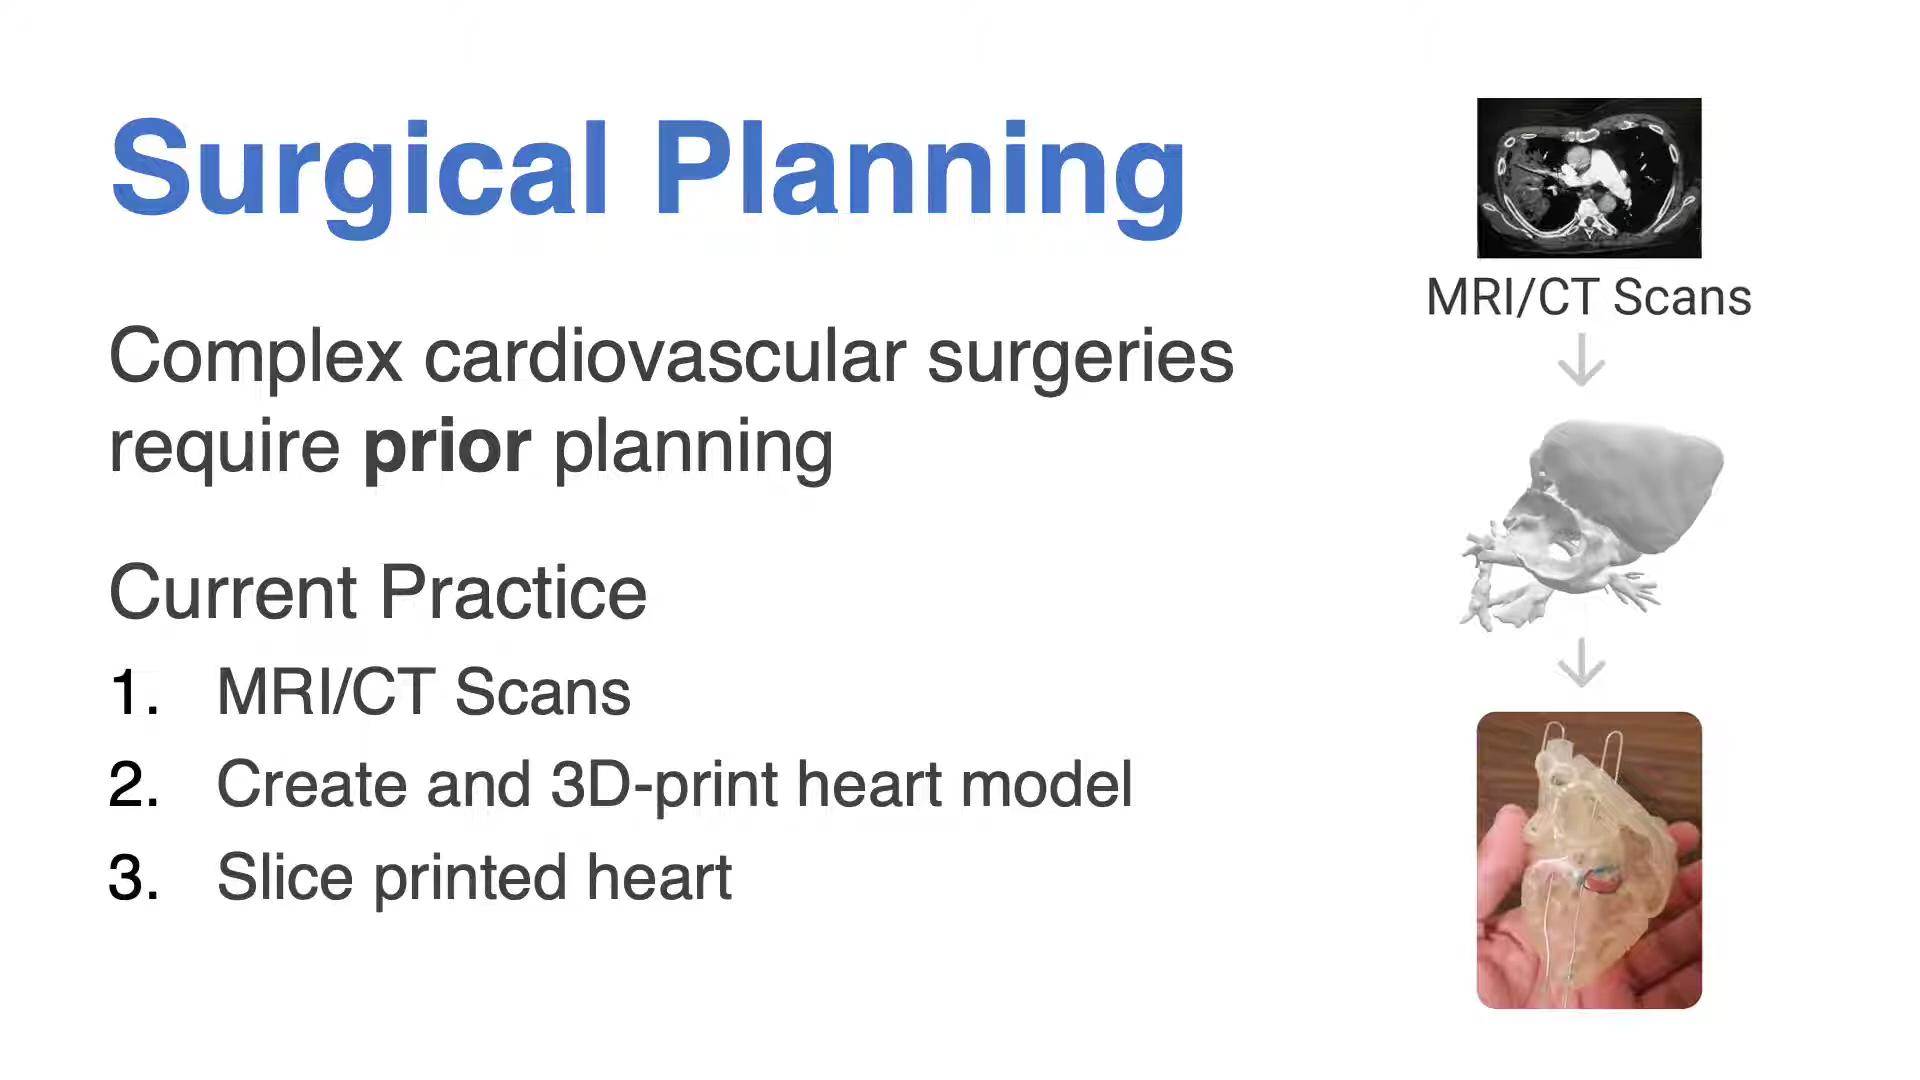 Surgical Planning
Complex cardiovascular surgeries
require prior planning
Current Practice
1. MRI/CT Scans
2. Create and 3D-print heart model
3. Slice printed heart
MRI/CT Scans